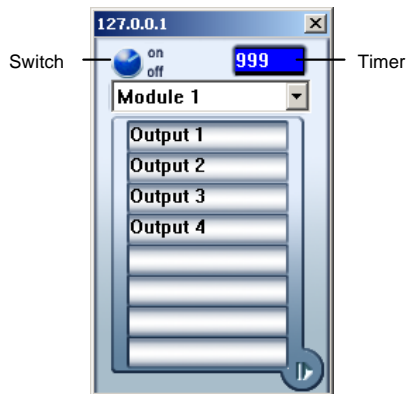 127.0.0.1
Switch
on
off
999
Timer
Module 1
Output 1
Output 2
Output 3
Output 4